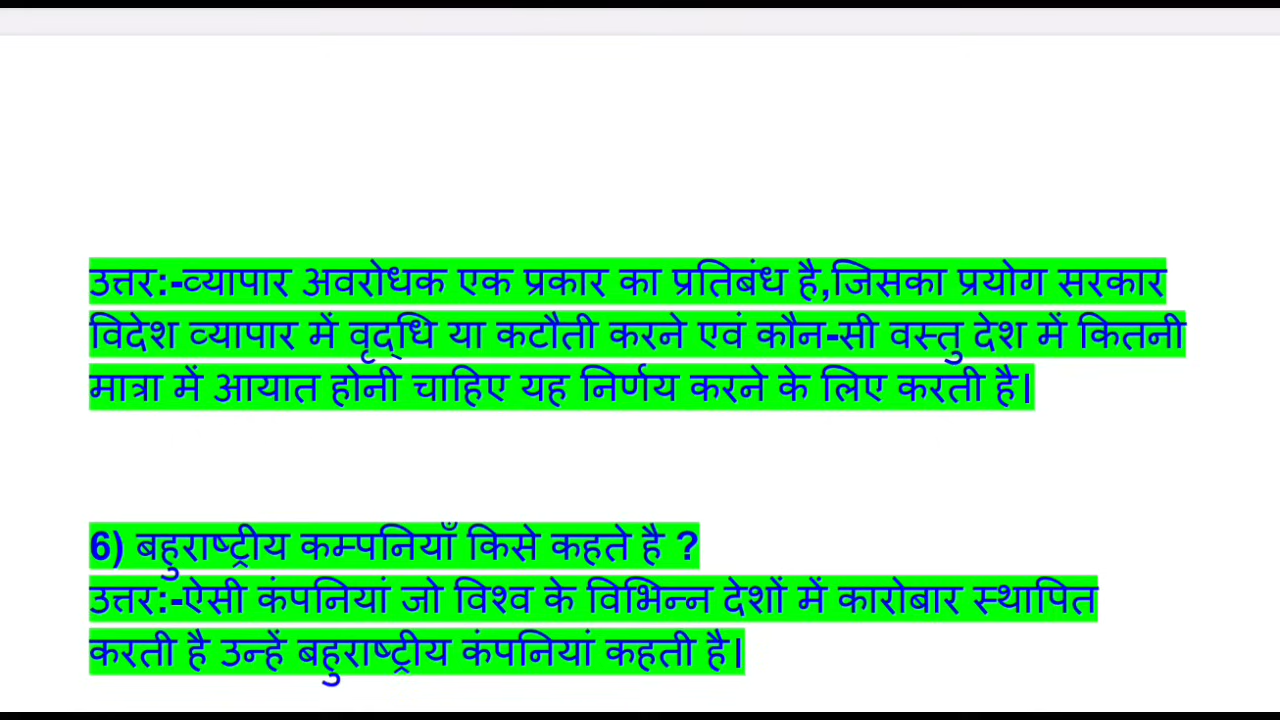 उत्तर:-व्यापार अवरोधक एक प्रकार का प्रतिबंध है,जिसका प्रयोग सरकार
विदेश व्यापार में वृद्धि या कटौती करने एवं कौन-सी वस्तु देश में कितनी
मात्रा में आयात होनी चाहिए यह निर्णय करने के लिए करती है।
6) बहुराष्ट्रीय कम्पनियाँ किसे कहते है ?
उत्तर:-ऐसी कंपनियां जो विश्व के विभिन्न देशों में कारोबार स्थापित
करती है उन्हें बहुराष्ट्रीय कंपनियां कहती है।